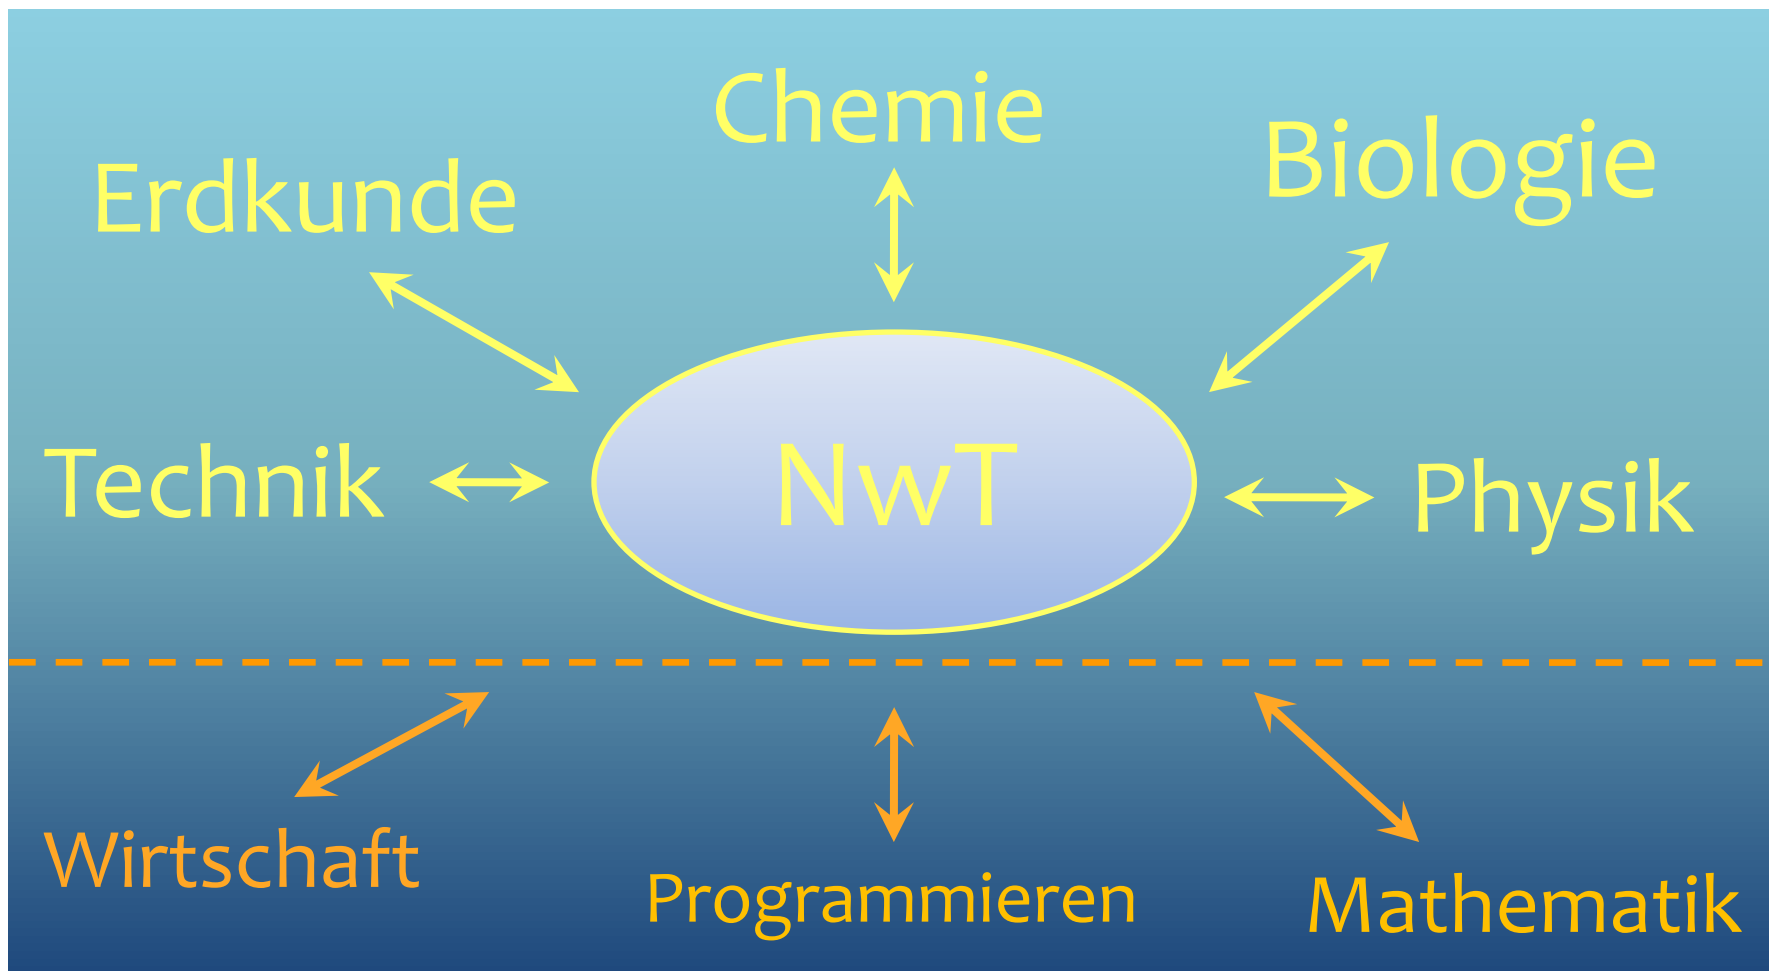 Chemie
Biologie
Erdkunde
NwT
Technik
Physik
Wirtschaft
Programmieren
Mathematik